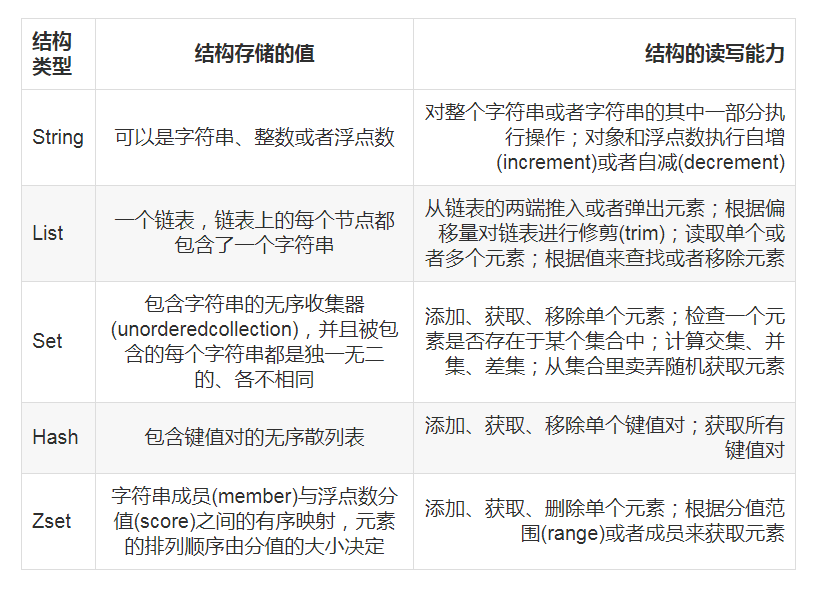 结构
类型
结构存储的值
结构的读写能力
String
可以是字符串、整数或者浮点数
对整个字符串或者字符串的其中一部分执
行操作；对象和浮点数执行自增
(increment)或者自减(decrement)
List
一个链表，链表上的每个节点都
包含了一个字符串
从链表的两端推入或者弹出元素；根据偏
移量对链表进行修剪(trim)；读取单个或
者多个元素；根据值来查找或者移除元素
Set
包含字符串的无序收集器
(unorderedcollection)，并且被包
含的每个字符串都是独一无二
的、各不相同
添加、获取、移除单个元素；检查一个元
素是否存在于某个集合中；计算交集、并
集、差集；从集合里卖弄随机获取元素
Hash
包含键值对的无序散列表
添加、获取、移除单个键值对；获取所有
键值对
Zset
字符串成员(member)与浮点数分
值(score)之间的有序映射，元素
的排列顺序由分值的大小决定
添加、获取、删除单个元素；根据分值范
围(range)或者成员来获取元素